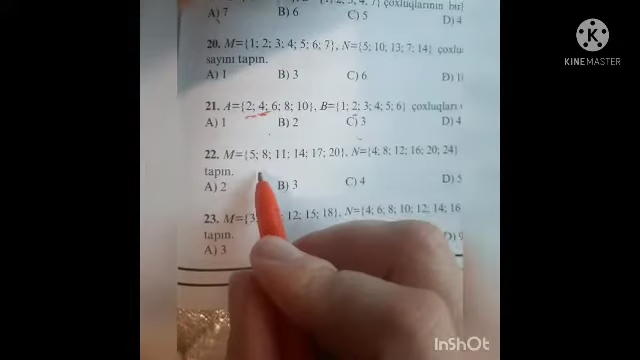 A) 7 B) 6 C) 5 D) 4
20. M={1; 2; 3; 4; 5; 6; 7}, N={5; 10; 13; 7; 14}
sayını tapın.
A) 1 B) 3 C) 6
21. A={2; 4; 6; 8; 10}, B={1; 2; 3; 4; 5; 6} çoxluqları
A) 1 B) 2 C) 3 D) 4
22. M={5; 8; 11; 14; 17; 20}, N={4; 8; 12; 16; 20; 24}
tapın.
A) 2 B) 3 C) 4 D) 5
23. M={3; 12; 15; 18}, N={4; 6; 8; 10; 12; 14; 16
tapın.
A) 3
K
KINEMASTER
InShOt